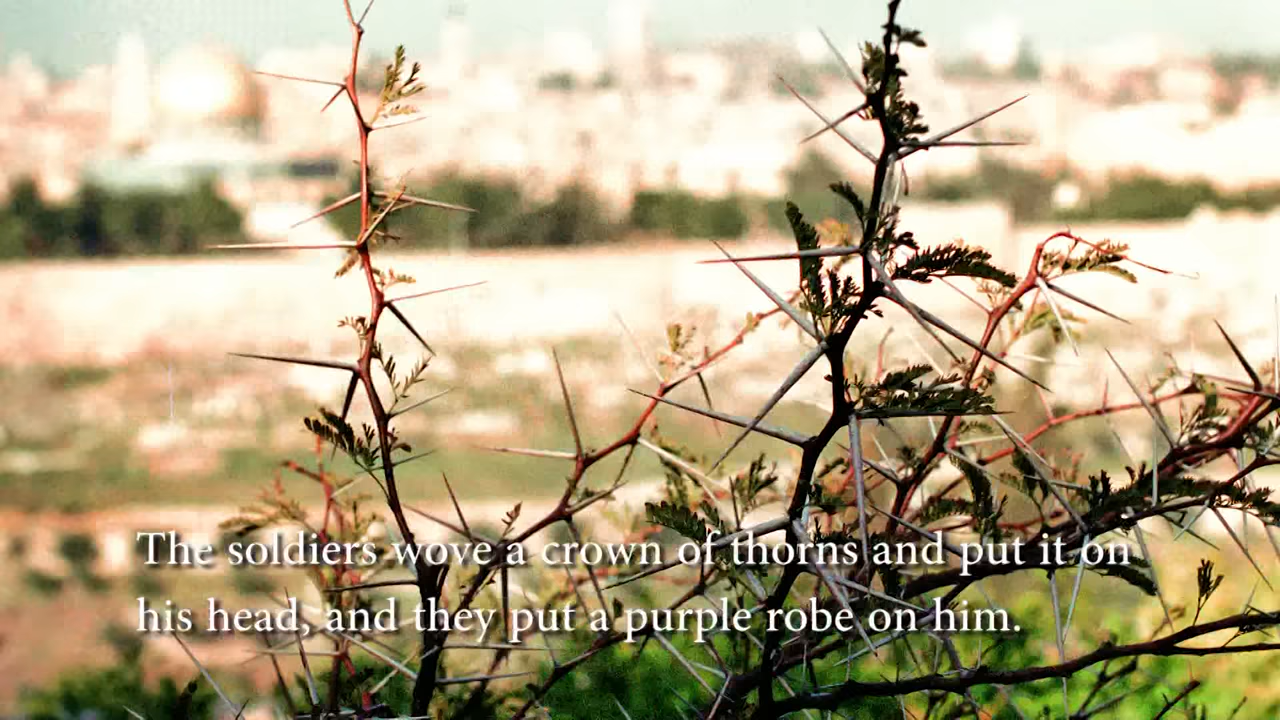 The soldiers wove a crown of thorns and put it on
his head, and they put a purple robe on him.